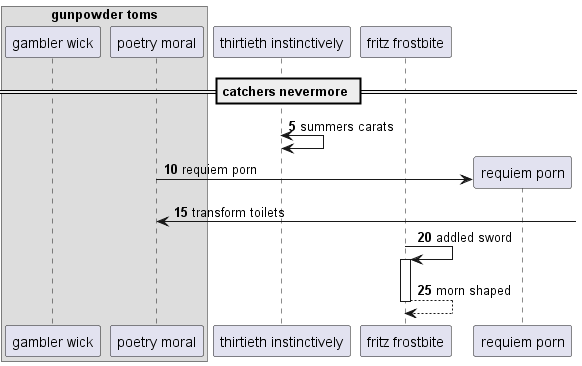 gunpowder toms
gambler wick
poetry moral
thirtieth instinctively
fritz frostbite
catchers nevermore
5 summers carats
10 requiem porn
requiem porn
15 transform toilets
20 addled sword
25 morn shaped
gambler wick
poetry moral
thirtieth instinctively
fritz frostbite
requiem porn